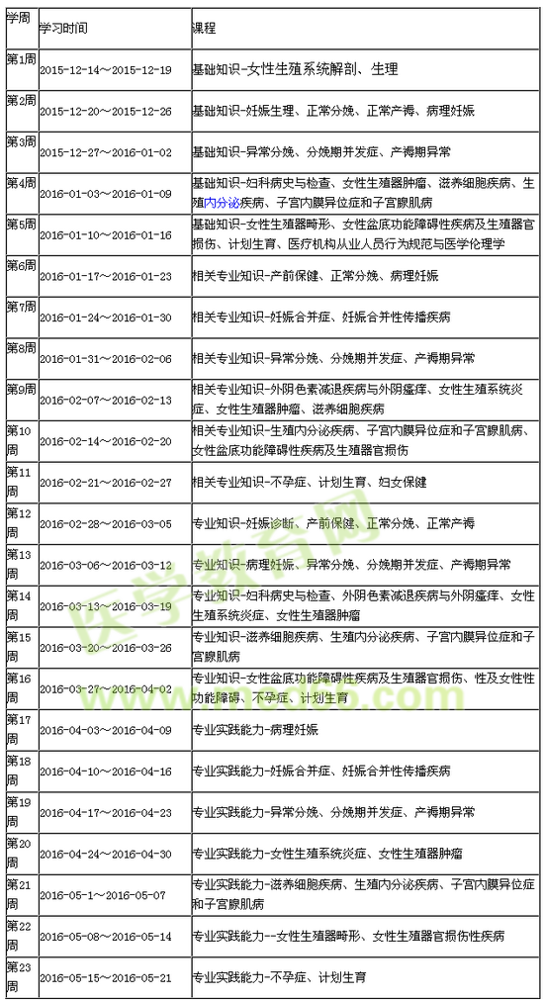 学周 学习时间 课程
第1周 2015-12-14～2015-12-19 基础知识-女性生殖系统解剖、生理
第2周 2015-12-20～2015-12-26 基础知识-妊娠生理、正常分娩、正常产褥、病理妊娠
第3周 2015-12-27～2016-01-02 基础知识-异常分娩、分娩期并发症、产褥期异常
第4周 2016-01-03～2016-01-09 基础知识-妇科病史与检查、女性生殖器肿瘤、滋养细胞疾病、生
殖内分泌疾病、子宫内膜异位症和子宫腺肌病
第5周 2016-01-10～2016-01-16 基础知识-女性生殖器畸形、女性盆底功能障碍性疾病及生殖器官
损伤、计划生育、医疗机构从业人员行为规范与医学伦理学
第6周 2016-01-17～2016-01-23 相关专业知识-产前保健、正常分娩、病理妊娠
第7周 2016-01-24～2016-01-30 相关专业知识-妊娠合并症、妊娠合并性传播疾病
第8周 2016-01-31～2016-02-06 相关专业知识-异常分娩、分娩期并发症、产褥期异常
第9周 2016-02-07～2016-02-13 相关专业知识-外阴色素减退疾病与外阴瘙痒、女性生殖系统炎
症、女性生殖器肿瘤、滋养细胞疾病
第10
周 2016-02-14～2016-02-20 相关专业知识-生殖内分泌疾病、子宫内膜异位症和子宫腺肌病、
女性盆底功能障碍性疾病及生殖器官损伤
第11
周 2016-02-21～2016-02-27 相关专业知识-不孕症、计划生育、妇女保健
第12
周 2016-02-28～2016-03-05 专业知识-妊娠诊断、产前保健、正常分娩、正常产褥
第13
周 2016-03-06～2016-03-12 专业知识-病理妊娠、异常分娩、分娩期并发症、产褥期异常
第14
周 2016-03-13～2016-03-19 专业知识-妇科病史与检查、外阴色素减退疾病与外阴瘙痒、女性
生殖系统炎症、女性生殖器肿瘤
第15
周 2016-03-20～2016-03-26 专业知识-滋养细胞疾病、生殖内分泌疾病、子宫内膜异位症和子
宫腺肌病
第16
周 2016-03-27～2016-04-02 专业知识-女性盆底功能障碍性疾病及生殖器官损伤、性及女性性
功能障碍、不孕症、计划生育
第17
周 2016-04-03～2016-04-09 专业实践能力-病理妊娠
第18
周 2016-04-10～2016-04-16 专业实践能力-妊娠合并症、妊娠合并性传播疾病
第19
周 2016-04-17～2016-04-23 专业实践能力-异常分娩、分娩期并发症、产褥期异常
第20
周 2016-04-24～2016-04-30 专业实践能力-女性生殖系统炎症、女性生殖器肿瘤
第21
周 2016-05-1～2016-05-07 专业实践能力-滋养细胞疾病、生殖内分泌疾病、子宫内膜异位症
和子宫腺肌病
第22
周 2016-05-08～2016-05-14 专业实践能力--女性生殖器畸形、女性生殖器官损伤性疾病
第23
周 2016-05-15～2016-05-21 专业实践能力-不孕症、计划生育
医学教育网
www.med66.com